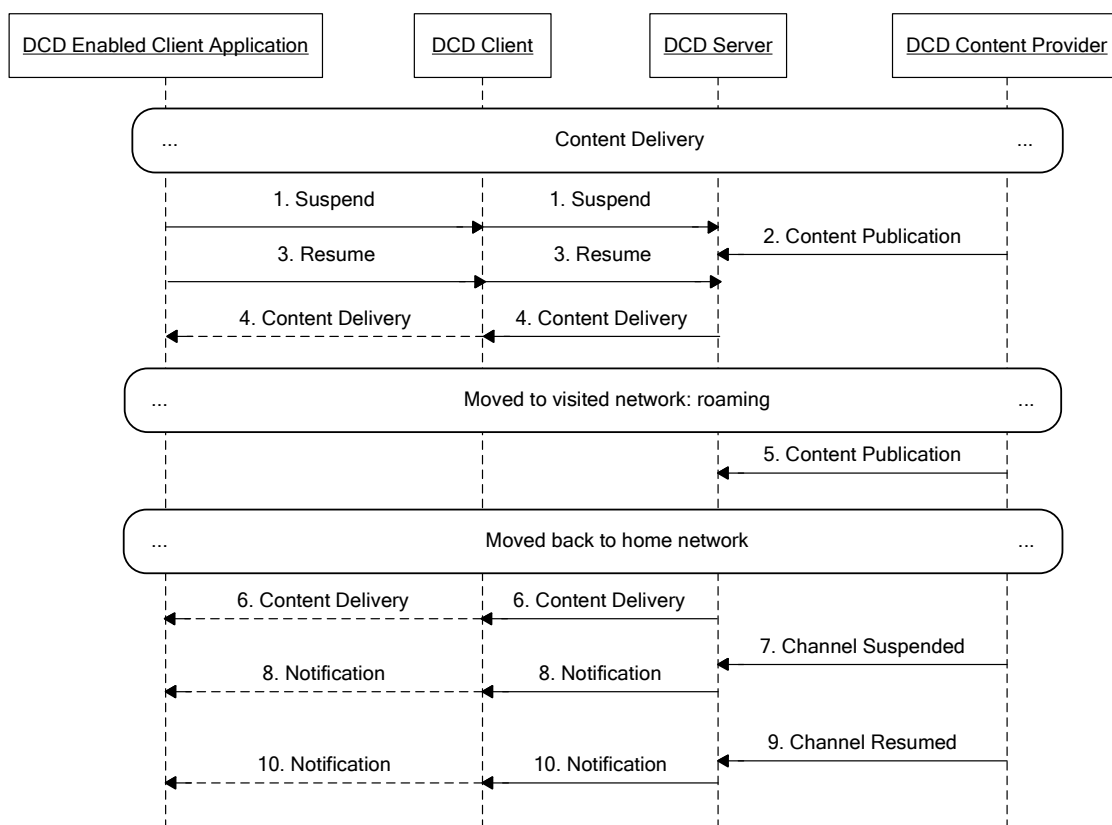 DCD Enabled Client Application
DCD Client
DCD Server
DCD Content Provider
... Content Delivery ...
1. Suspend
1. Suspend
2. Content Publication
3. Resume
3. Resume
4. Content Delivery
4. Content Delivery
... Moved to visited network: roaming ...
5. Content Publication
... Moved back to home network ...
6. Content Delivery
6. Content Delivery
7. Channel Suspended
8. Notification
8. Notification
9. Channel Resumed
10. Notification
10. Notification